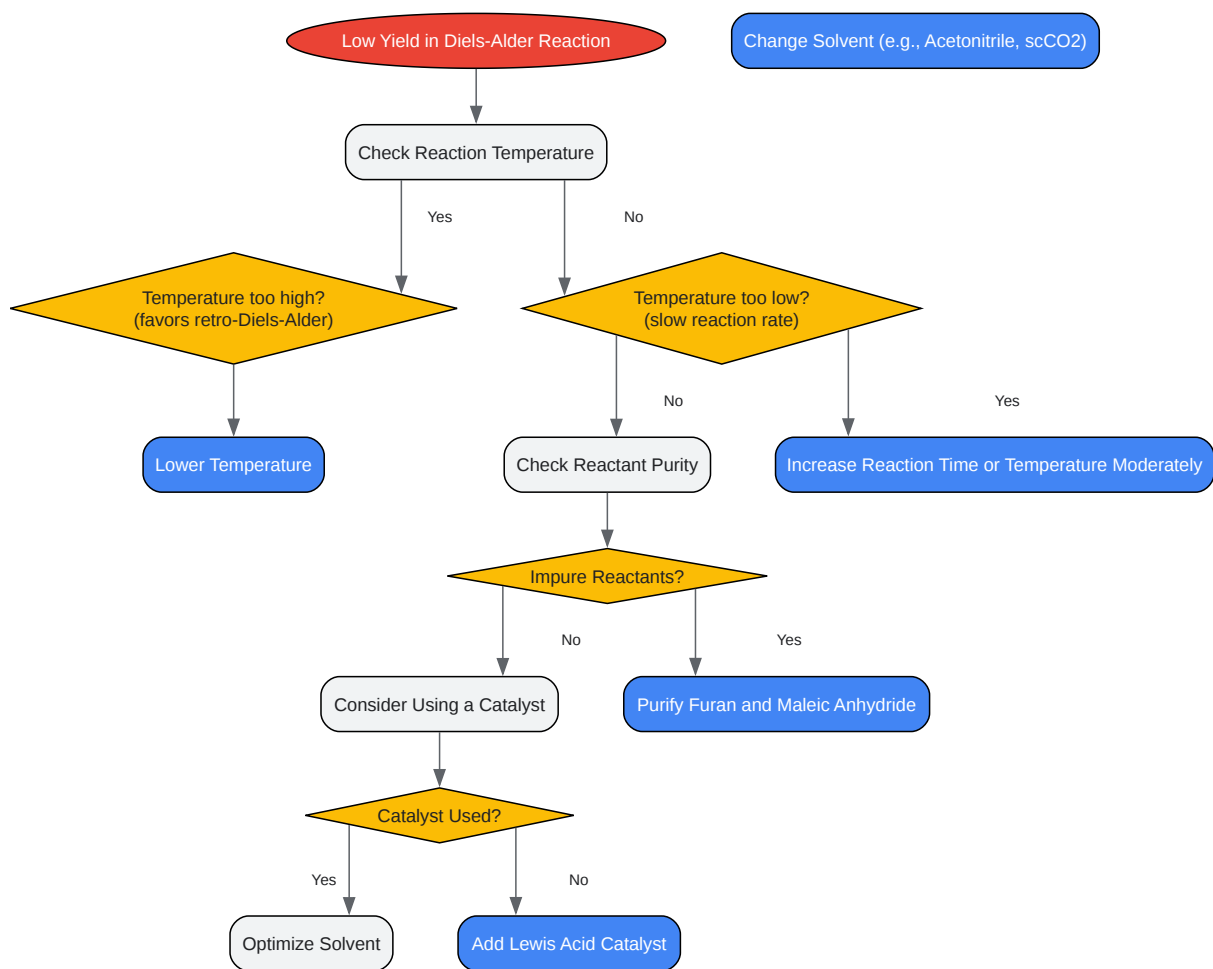 Low Yield in Diels-Alder Reaction
Change Solvent (e.g., Acetonitrile, scCO2)
Check Reaction Temperature
Yes
No
Temperature too high?
(favors retro-Diels-Alder)
Temperature too low?
(slow reaction rate)
No
Yes
Lower Temperature
Check Reactant Purity
Increase Reaction Time or Temperature Moderately
Impure Reactants?
No
Yes
Consider Using a Catalyst
Purify Furan and Maleic Anhydride
Catalyst Used?
Yes
No
Optimize Solvent
Add Lewis Acid Catalyst